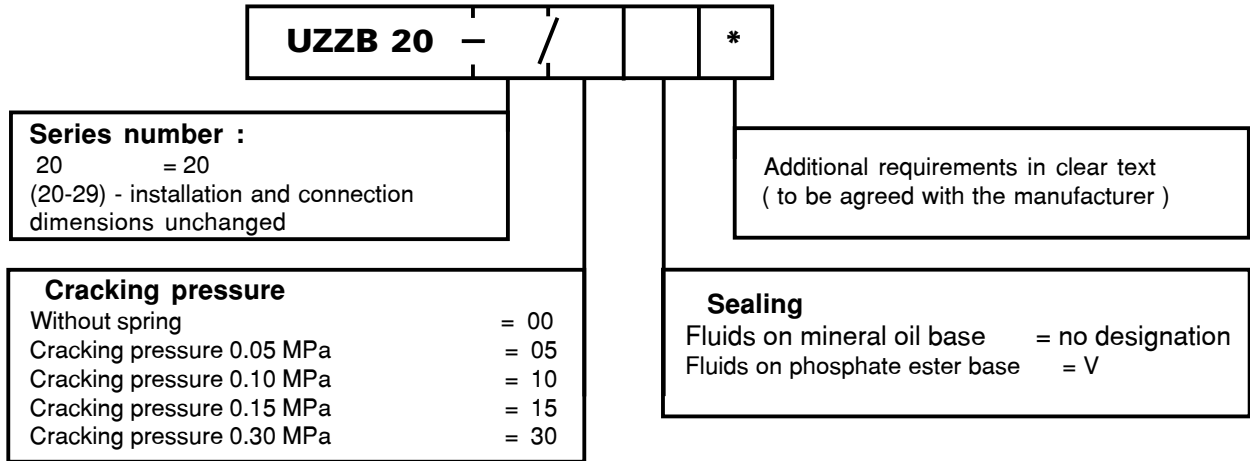 UZZB 20 – / *
Series number :
20 = 20
(20-29) - installation and connection
dimensions unchanged
Additional requirements in clear text
( to be agreed with the manufacturer )
Cracking pressure
Without spring = 00
Cracking pressure 0.05 MPa = 05
Cracking pressure 0.10 MPa = 10
Cracking pressure 0.15 MPa = 15
Cracking pressure 0.30 MPa = 30
Sealing
Fluids on mineral oil base = no designation
Fluids on phosphate ester base = V